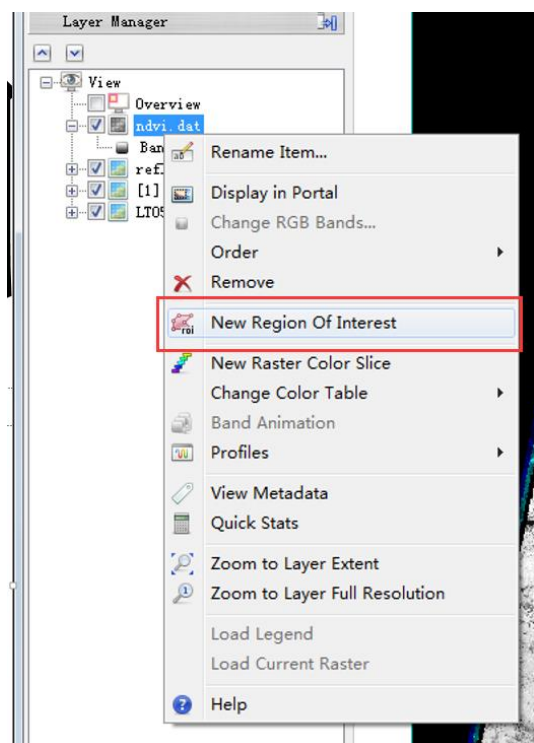 Layer Manager
View
Overview
ndvi.dat
Ban
Rename Item...
ref
[1]
Display in Portal
LT05
Change RGB Bands...
Order
Remove
roi
New Region Of Interest
New Raster Color Slice
Change Color Table
Band Animation
Profiles
View Metadata
Quick Stats
Zoom to Layer Extent
Zoom to Layer Full Resolution
Load Legend
Load Current Raster
Help